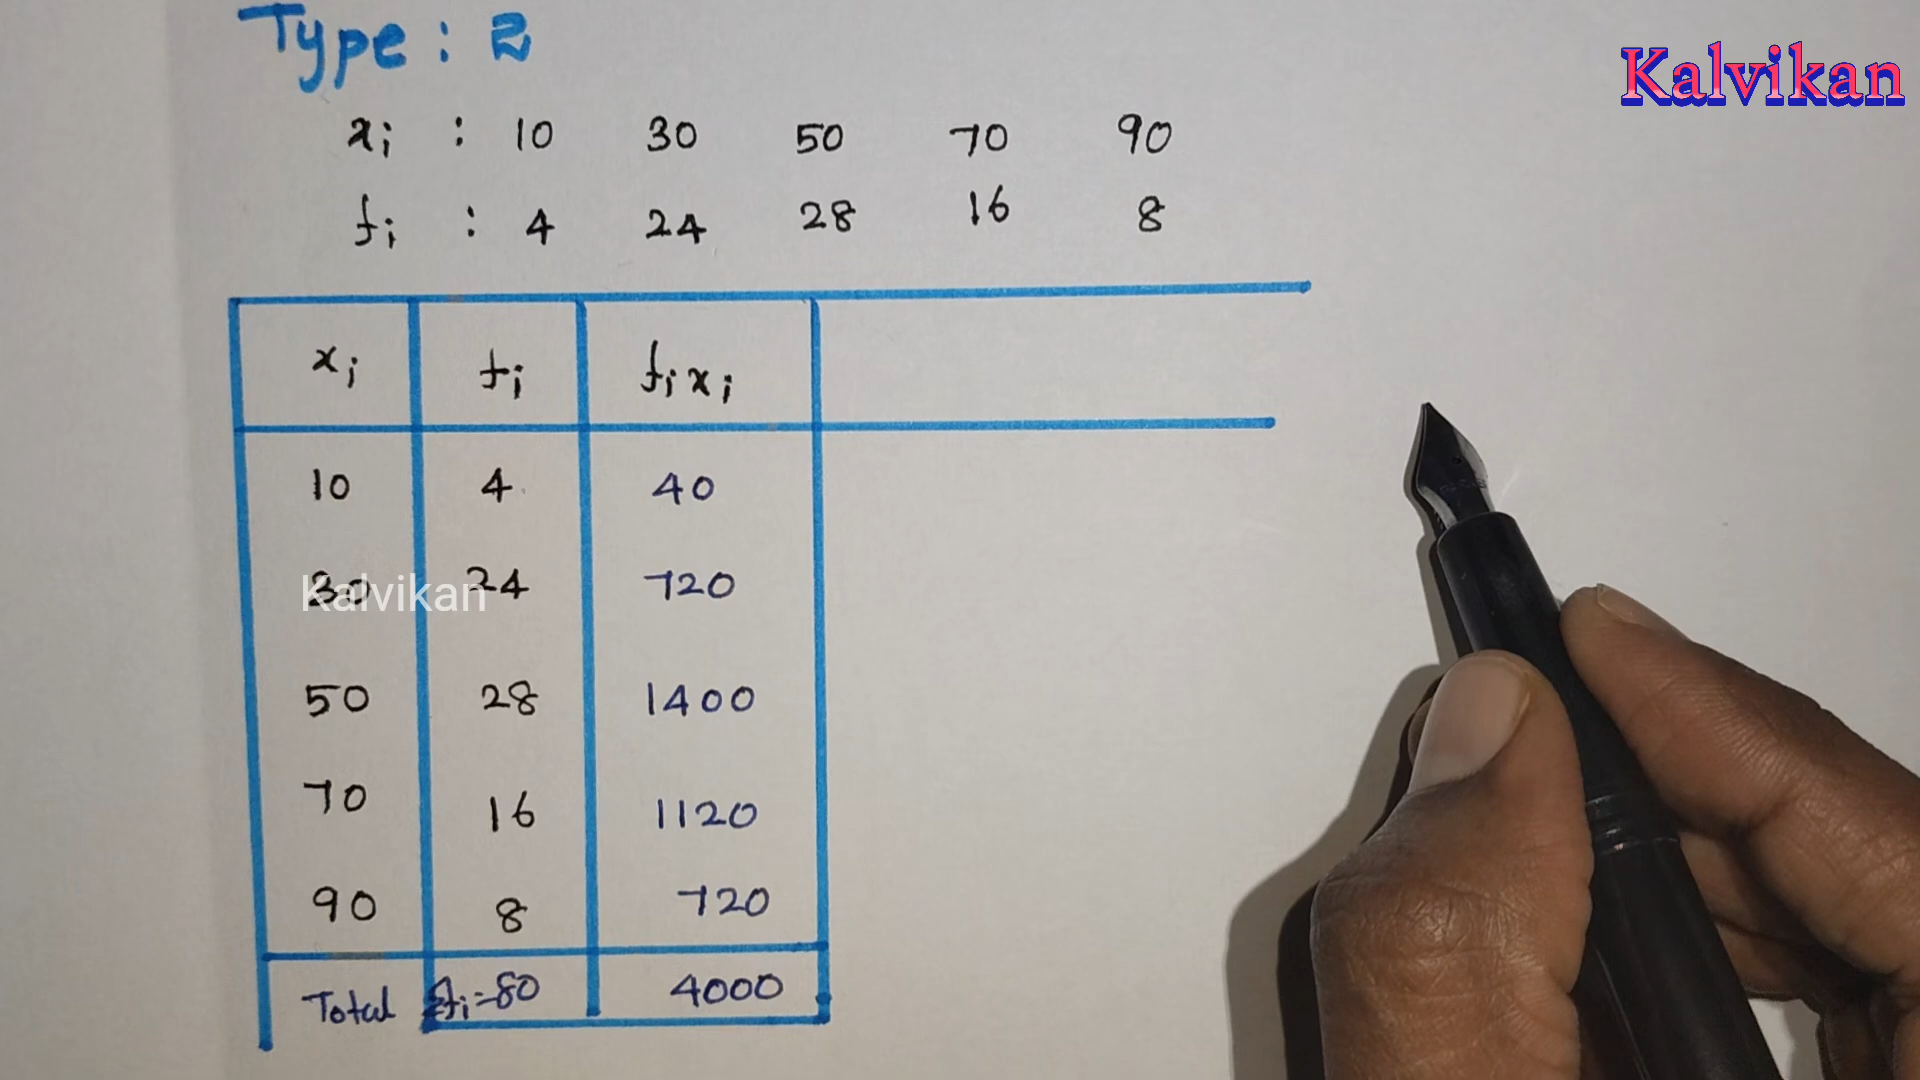 Type : 2
Kalvikan
xi : 10 30 50 70 90
fi : 4 24 28 16 8
xi fi fixi
10 4 40
30 24 720
Kalvikan
50 28 1400
70 16 1120
90 8 720
Total Σfi=80 4000